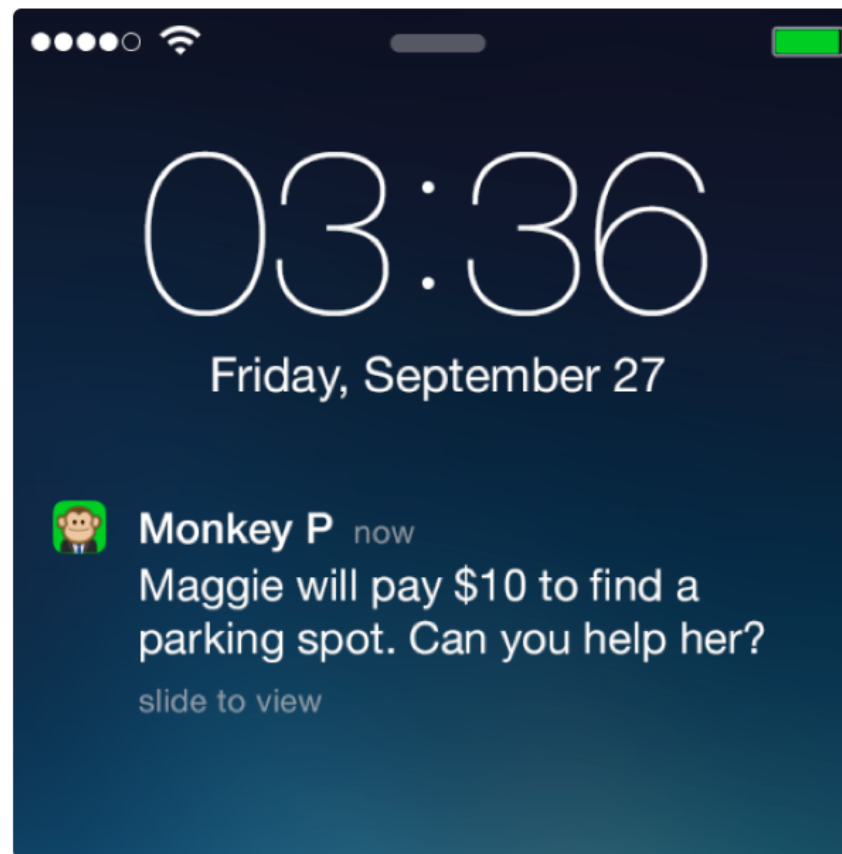 03:36
Friday, September 27
Monkey P now
Maggie will pay $10 to find a
parking spot. Can you help her?
slide to view